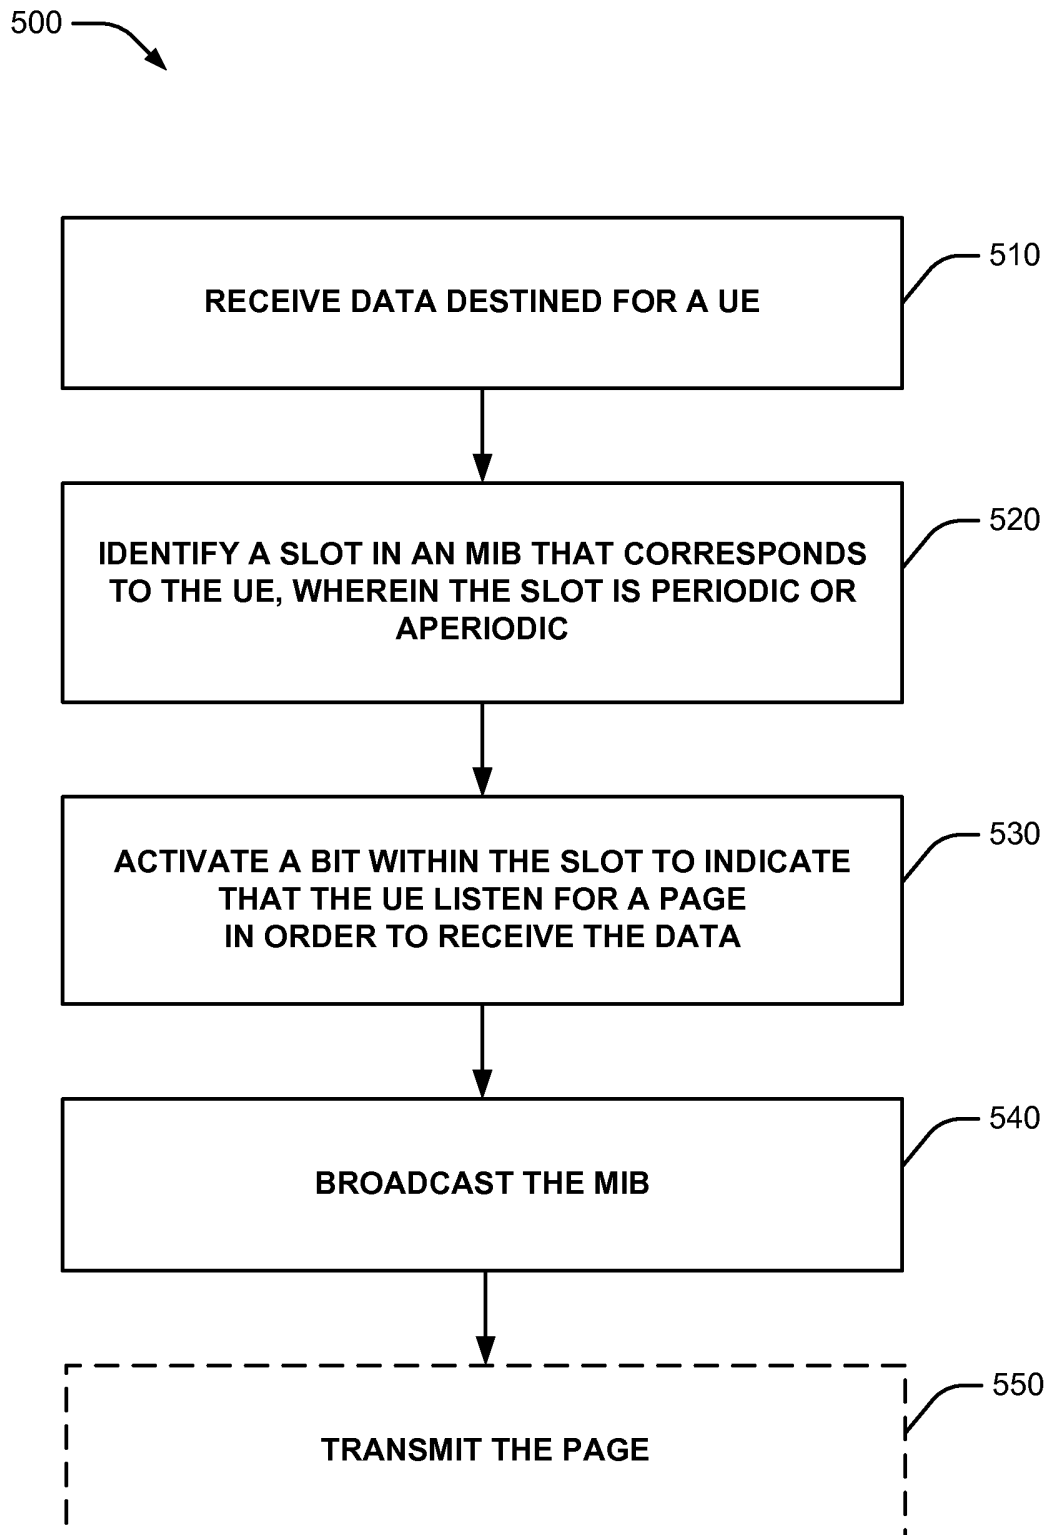 500
RECEIVE DATA DESTINED FOR A UE
510
IDENTIFY A SLOT IN AN MIB THAT CORRESPONDS
TO THE UE, WHEREIN THE SLOT IS PERIODIC OR
APERIODIC
520
ACTIVATE A BIT WITHIN THE SLOT TO INDICATE
THAT THE UE LISTEN FOR A PAGE
IN ORDER TO RECEIVE THE DATA
530
BROADCAST THE MIB
540
TRANSMIT THE PAGE
550